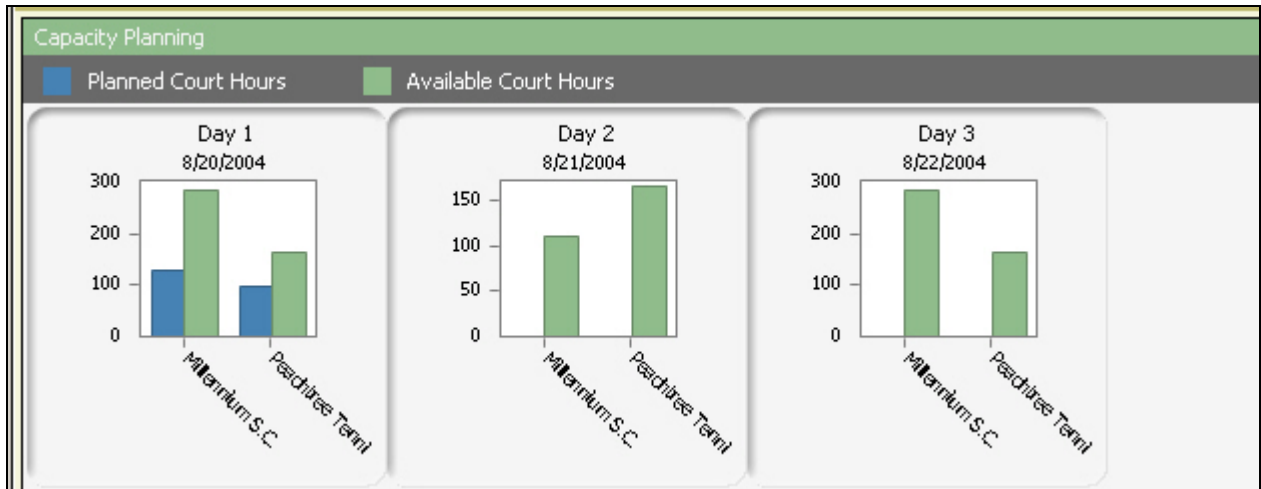 Capacity Planning
Planned Court Hours
Available Court Hours
Day 1
8/20/2004
300
200
100
0
Millennium S.C.
Peachtree Tenni
Day 2
8/21/2004
150
100
50
0
Millennium S.C.
Peachtree Tenni
Day 3
8/22/2004
300
200
100
0
Millennium S.C.
Peachtree Tenni